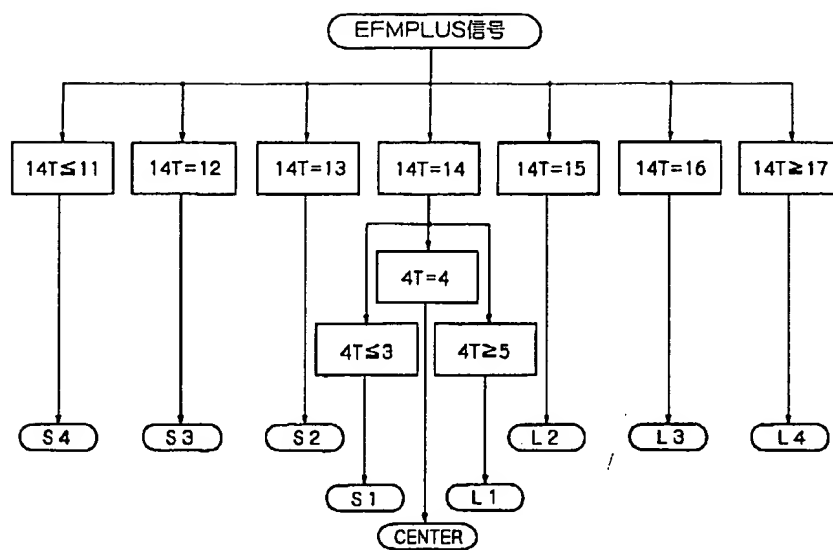 EFMPLUS信号
14T≦11
14T=12
14T=13
14T=14
14T=15
14T=16
14T≧17
4T=4
4T≦3
4T≧5
S4
S3
S2
L2
L3
L4
S1
L1
CENTER